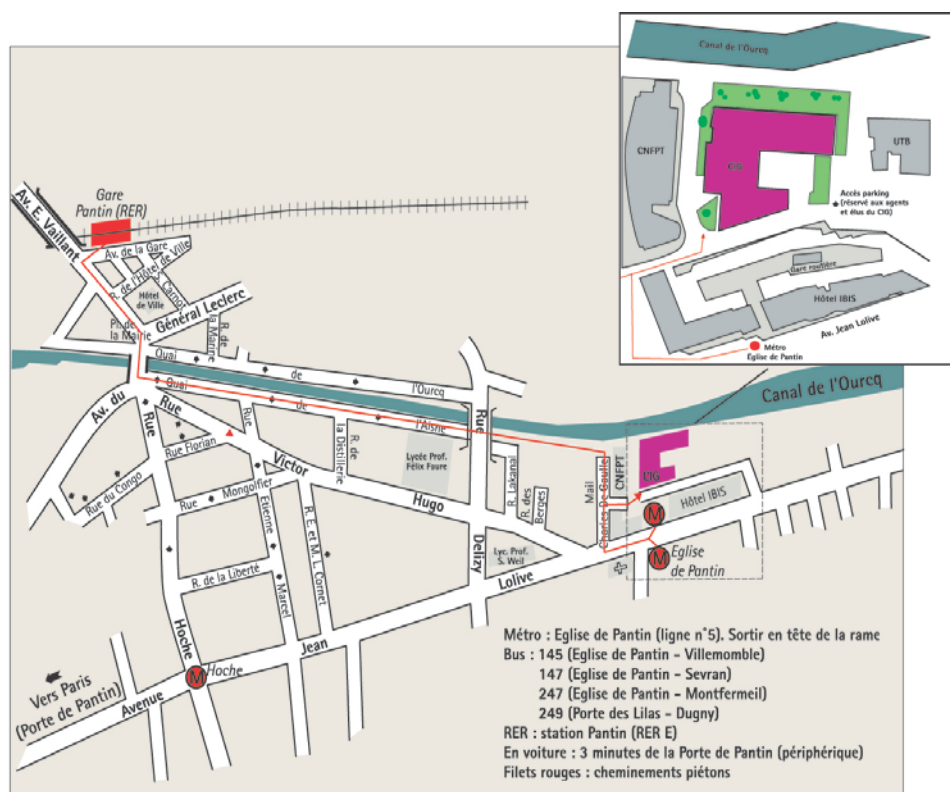 Canal de l'Ourcq
CNFPT
CIG
UTB
Accès parking
(réservé aux agents
et élus du CIG)
Gare routière
Hôtel IBIS
Av. Jean Lolive
Métro
Église de Pantin
Av. E. Vaillant
Gare
Pantin (RER)
Av. de la Gare
R. de l'Hôtel de Ville
S. Carnot
Hôtel
de Ville
Général Leclerc
Pl. de
la Mairie
R. de
la Marine
Quai
de
l'Ourcq
Quai
de
l'Aisne
Canal de l'Ourcq
Av. du
Rue
Rue
Rue
Victor
Hugo
Rue Florian
Rue du Congo
Rue
Mongolfier
Etienne
Marcel
R. E. et M. L. Cornet
R. de
la Distillerie
Lycée Prof.
Félix Faure
Rue
Delizy
R. Lakanal
R. des
Berges
Mail
Charles De Gaulle
CNFPT
CIG
Hôtel IBIS
M
M
Eglise
de Pantin
Lyc. Prof.
S. Weil
R. de la Liberté
Hoche
M
Hoche
Avenue
Jean
Lolive
Vers Paris
(Porte de Pantin)
Métro : Eglise de Pantin (ligne n°5). Sortir en tête de la rame
Bus : 145 (Eglise de Pantin - Villemomble)
147 (Eglise de Pantin - Sevran)
247 (Eglise de Pantin - Montfermeil)
249 (Porte des Lilas - Dugny)
RER : station Pantin (RER E)
En voiture : 3 minutes de la Porte de Pantin (périphérique)
Filets rouges : cheminements piétons